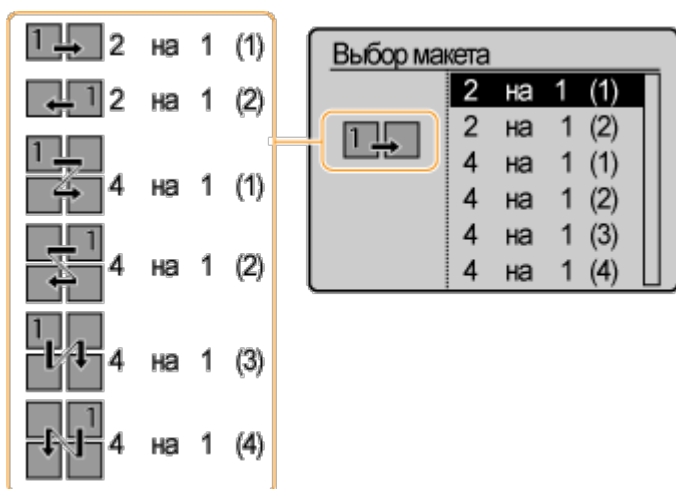 1 2 на 1 (1)
1 2 на 1 (2)
1
4 на 1 (1)
1
4 на 1 (2)
1
4 на 1 (3)
1
4 на 1 (4)
Выбор макета
1
2 на 1 (1)
2 на 1 (2)
4 на 1 (1)
4 на 1 (2)
4 на 1 (3)
4 на 1 (4)